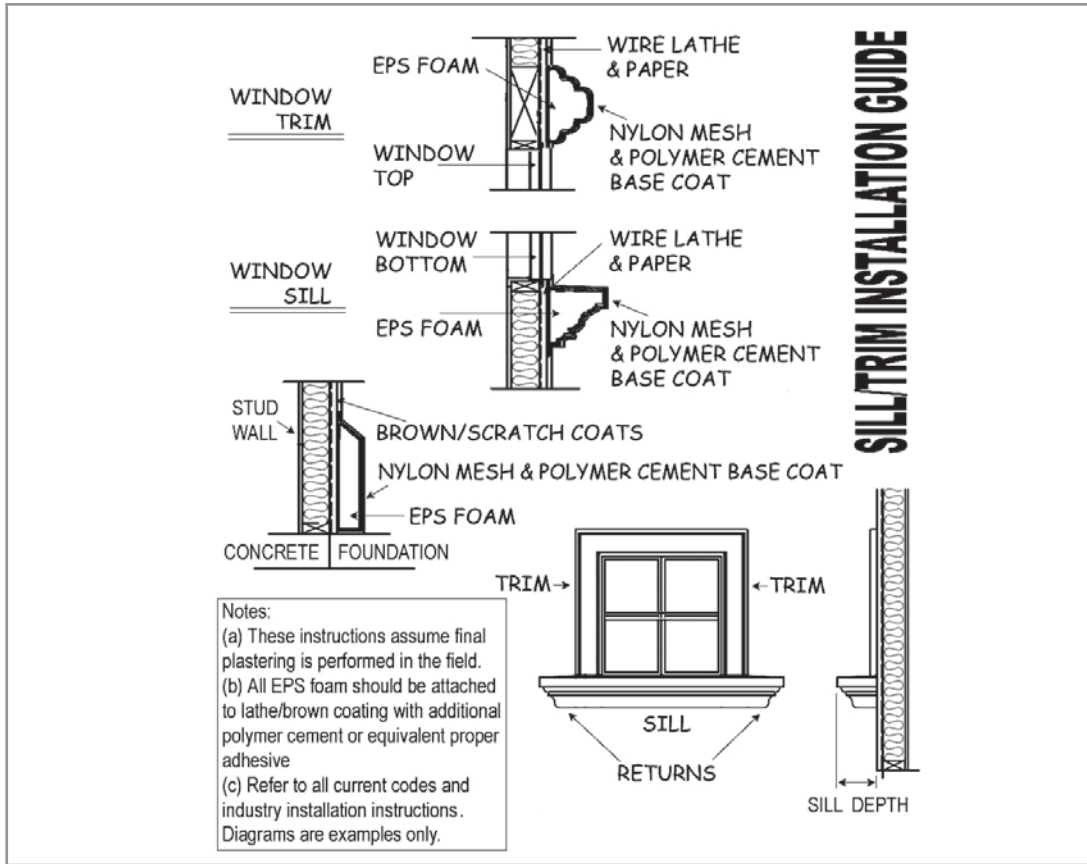 SILL/TRIM INSTALLATION GUIDE
WINDOW
TRIM
EPS FOAM
WIRE LATHE
& PAPER
NYLON MESH
& POLYMER CEMENT
BASE COAT
WINDOW
TOP
WINDOW
SILL
WINDOW
BOTTOM
WIRE LATHE
& PAPER
EPS FOAM
NYLON MESH
& POLYMER CEMENT
BASE COAT
STUD
WALL
BROWN/SCRATCH COATS
NYLON MESH & POLYMER CEMENT BASE COAT
EPS FOAM
CONCRETE FOUNDATION
TRIM
TRIM
SILL
RETURNS
SILL DEPTH
Notes:
(a) These instructions assume final
plastering is performed in the field.
(b) All EPS foam should be attached
to lathe/brown coating with additional
polymer cement or equivalent proper
adhesive
(c) Refer to all current codes and
industry installation instructions.
Diagrams are examples only.